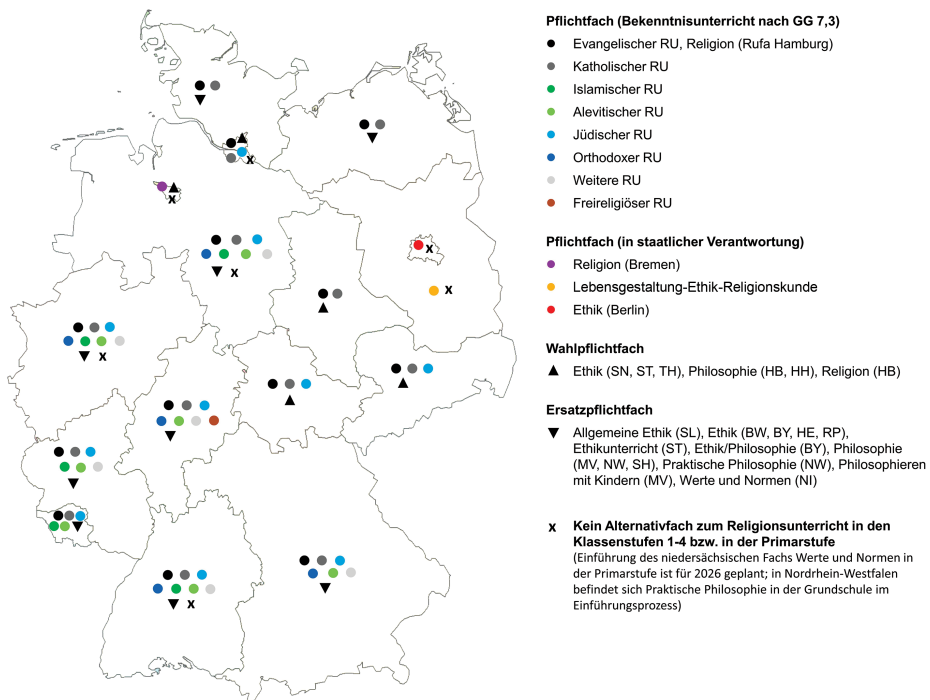 Pflichtfach (Bekenntnisunterricht nach GG 7,3)
Evangelischer RU, Religion (Rufa Hamburg)
Katholischer RU
Islamischer RU
Alevitischer RU
Jüdischer RU
Orthodoxer RU
Weitere RU
Freireligiöser RU
Pflichtfach (in staatlicher Verantwortung)
Religion (Bremen)
Lebensgestaltung-Ethik-Religionskunde
Ethik (Berlin)
Wahlpflichtfach
Ethik (SN, ST, TH), Philosophie (HB, HH), Religion (HB)
Ersatzpflichtfach
Allgemeine Ethik (SL), Ethik (BW, BY, HE, RP),
Ethikunterricht (ST), Ethik/Philosophie (BY), Philosophie
(MV, NW, SH), Praktische Philosophie (NW), Philosophieren
mit Kindern (MV), Werte und Normen (NI)
x Kein Alternativfach zum Religionsunterricht in den
Klassenstufen 1-4 bzw. in der Primarstufe
(Einführung des niedersächsischen Fachs Werte und Normen in
der Primarstufe ist für 2026 geplant; in Nordrhein-Westfalen
befindet sich Praktische Philosophie in der Grundschule im
Einführungsprozess)
x
x
x
x
x
x
x